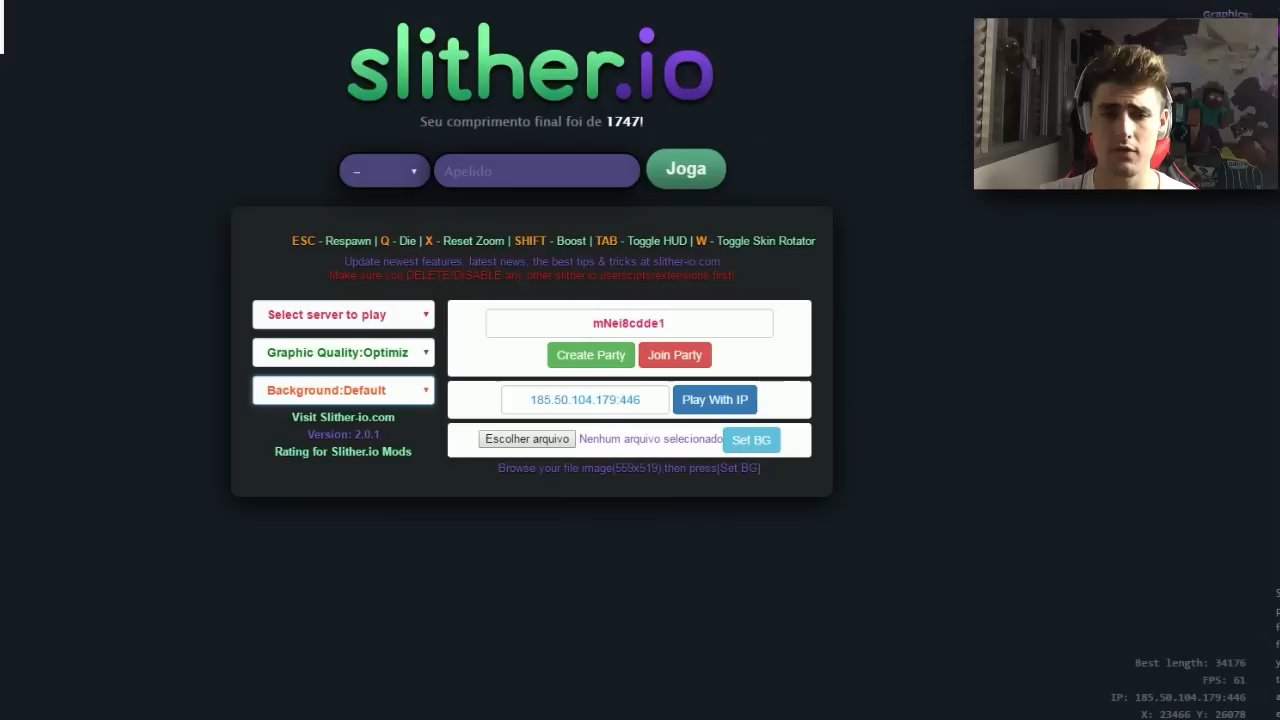 Graphics:
slither.io
Seu comprimento final foi de 1747!
–
Apelido
Joga
ESC - Respawn | Q - Die | X - Reset Zoom | SHIFT - Boost | TAB - Toggle HUD | W - Toggle Skin Rotator
Update newest features, latest news, the best tips & tricks at slither-io.com
Make sure you DELETE/DISABLE any other slither.io userscipts/extensions first!
Select server to play
mNei8cdde1
Graphic Quality:Optimiz
Create Party
Join Party
Background:Default
185.50.104.179:446
Play With IP
Visit Slither-io.com
Version: 2.0.1
Escolher arquivo
Nenhum arquivo selecionado
Set BG
Rating for Slither.io Mods
Browse your file image(559x519),then press[Set BG]
Best length: 34176
FPS: 61
IP: 185.50.104.179:446
X: 23466 Y: 26078